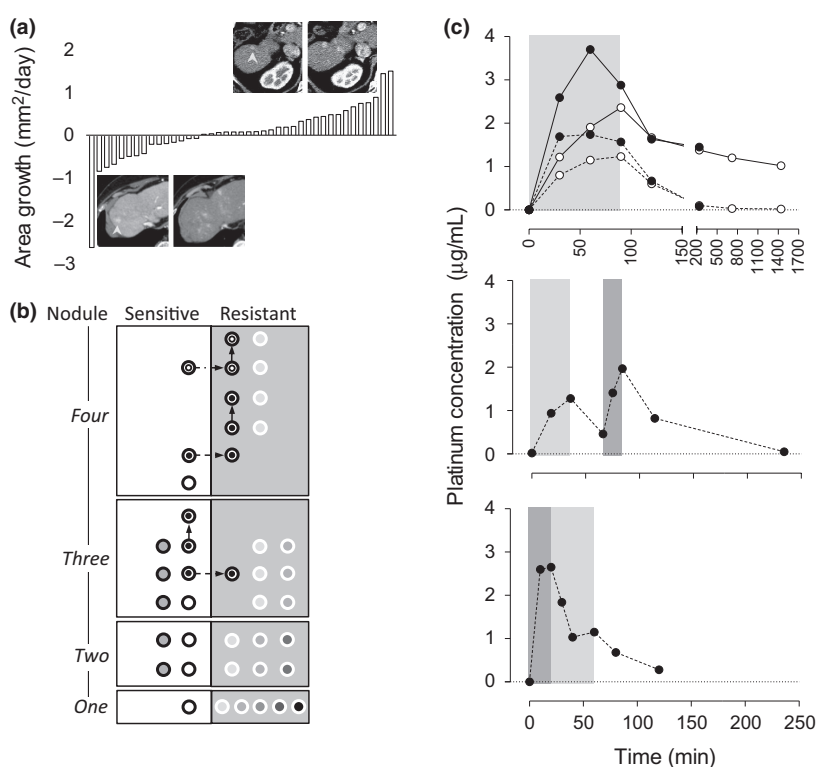 (a)
Area growth (mm²/day)
2
1
0
–1
–2
–3
(b) Nodule Sensitive Resistant
Four
Three
Two
One
(c)
Platinum concentration (µg/mL)
4
3
2
1
0
0 50 100 150 200 500 800 1100 1400 1700
4
3
2
1
0
4
3
2
1
0
0 50 100 150 200 250
Time (min)